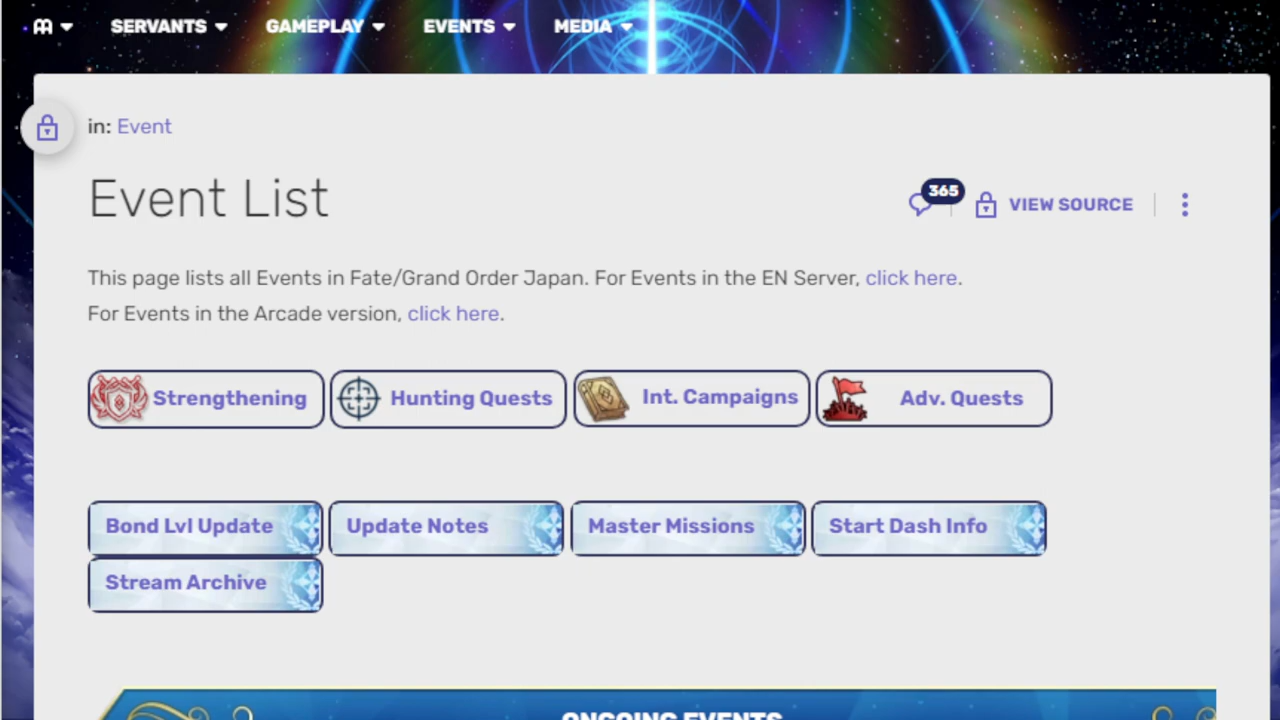 SERVANTS GAMEPLAY EVENTS MEDIA
in: Event
Event List
365 VIEW SOURCE
This page lists all Events in Fate/Grand Order Japan. For Events in the EN Server, click here.
For Events in the Arcade version, click here.
Strengthening Hunting Quests Int. Campaigns Adv. Quests
Bond Lvl Update Update Notes Master Missions Start Dash Info
Stream Archive
ONGOING EVENTS